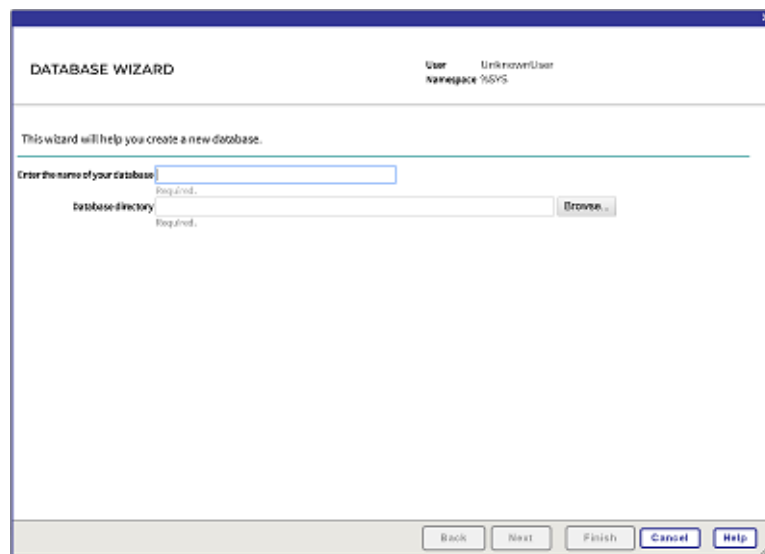 DATABASE WIZARD
User UnknownUser
Namespace %SYS
This wizard will help you create a new database.
Enter the name of your database
Required.
Database directory Browse...
Required.
Back Next Finish Cancel Help